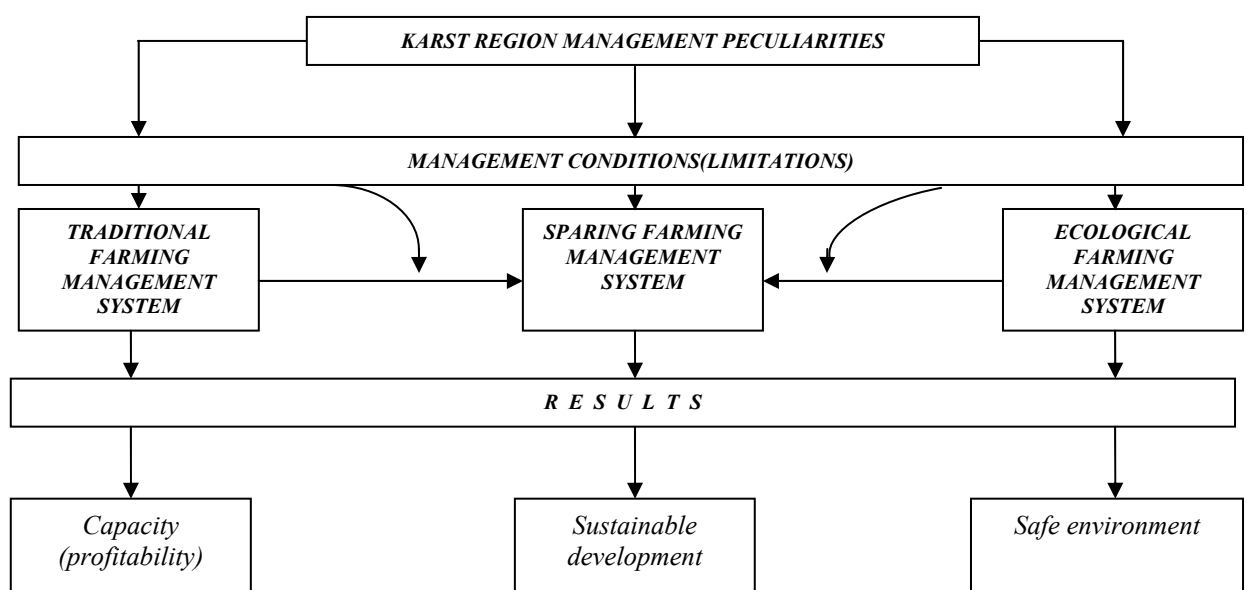 KARST REGION MANAGEMENT PECULIARITIES
MANAGEMENT CONDITIONS(LIMITATIONS)
TRADITIONAL
FARMING
MANAGEMENT
SYSTEM
SPARING FARMING
MANAGEMENT
SYSTEM
ECOLOGICAL
FARMING
MANAGEMENT
SYSTEM
R E S U L T S
Capacity
(profitability)
Sustainable
development
Safe environment